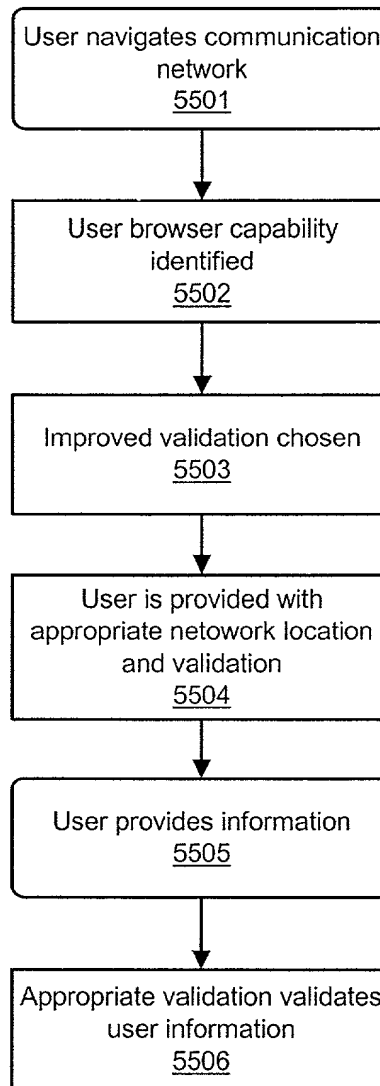 User navigates communication
network
5501
User browser capability
identified
5502
Improved validation chosen
5503
User is provided with
appropriate netowork location
and validation
5504
User provides information
5505
Appropriate validation validates
user information
5506